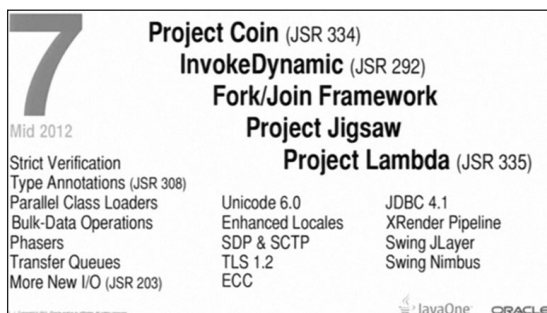 7
Mid 2012
Project Coin (JSR 334)
InvokeDynamic (JSR 292)
Fork/Join Framework
Project Jigsaw
Project Lambda (JSR 335)
Strict Verification
Type Annotations (JSR 308)
Parallel Class Loaders
Bulk-Data Operations
Phasers
Transfer Queues
More New I/O (JSR 203)
Unicode 6.0
Enhanced Locales
SDP & SCTP
TLS 1.2
ECC
JDBC 4.1
XRender Pipeline
Swing JLayer
Swing Nimbus
JavaOne
ORACLE